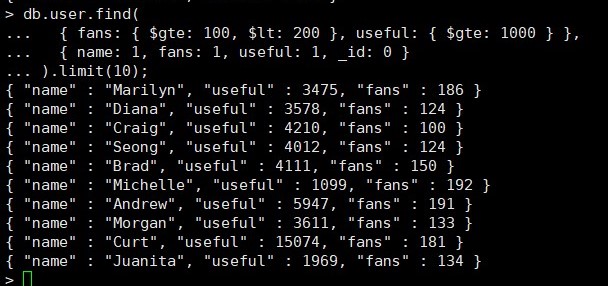 > db.user.find(
...   { fans: { $gte: 100, $lt: 200 }, useful: { $gte: 1000 } },
...   { name: 1, fans: 1, useful: 1, _id: 0 }
... ).limit(10);
{ "name" : "Marilyn", "useful" : 3475, "fans" : 186 }
{ "name" : "Diana", "useful" : 3578, "fans" : 124 }
{ "name" : "Craig", "useful" : 4210, "fans" : 100 }
{ "name" : "Seong", "useful" : 4012, "fans" : 124 }
{ "name" : "Brad", "useful" : 4111, "fans" : 150 }
{ "name" : "Michelle", "useful" : 1099, "fans" : 192 }
{ "name" : "Andrew", "useful" : 5947, "fans" : 191 }
{ "name" : "Morgan", "useful" : 3611, "fans" : 133 }
{ "name" : "Curt", "useful" : 15074, "fans" : 181 }
{ "name" : "Juanita", "useful" : 1969, "fans" : 134 }
>